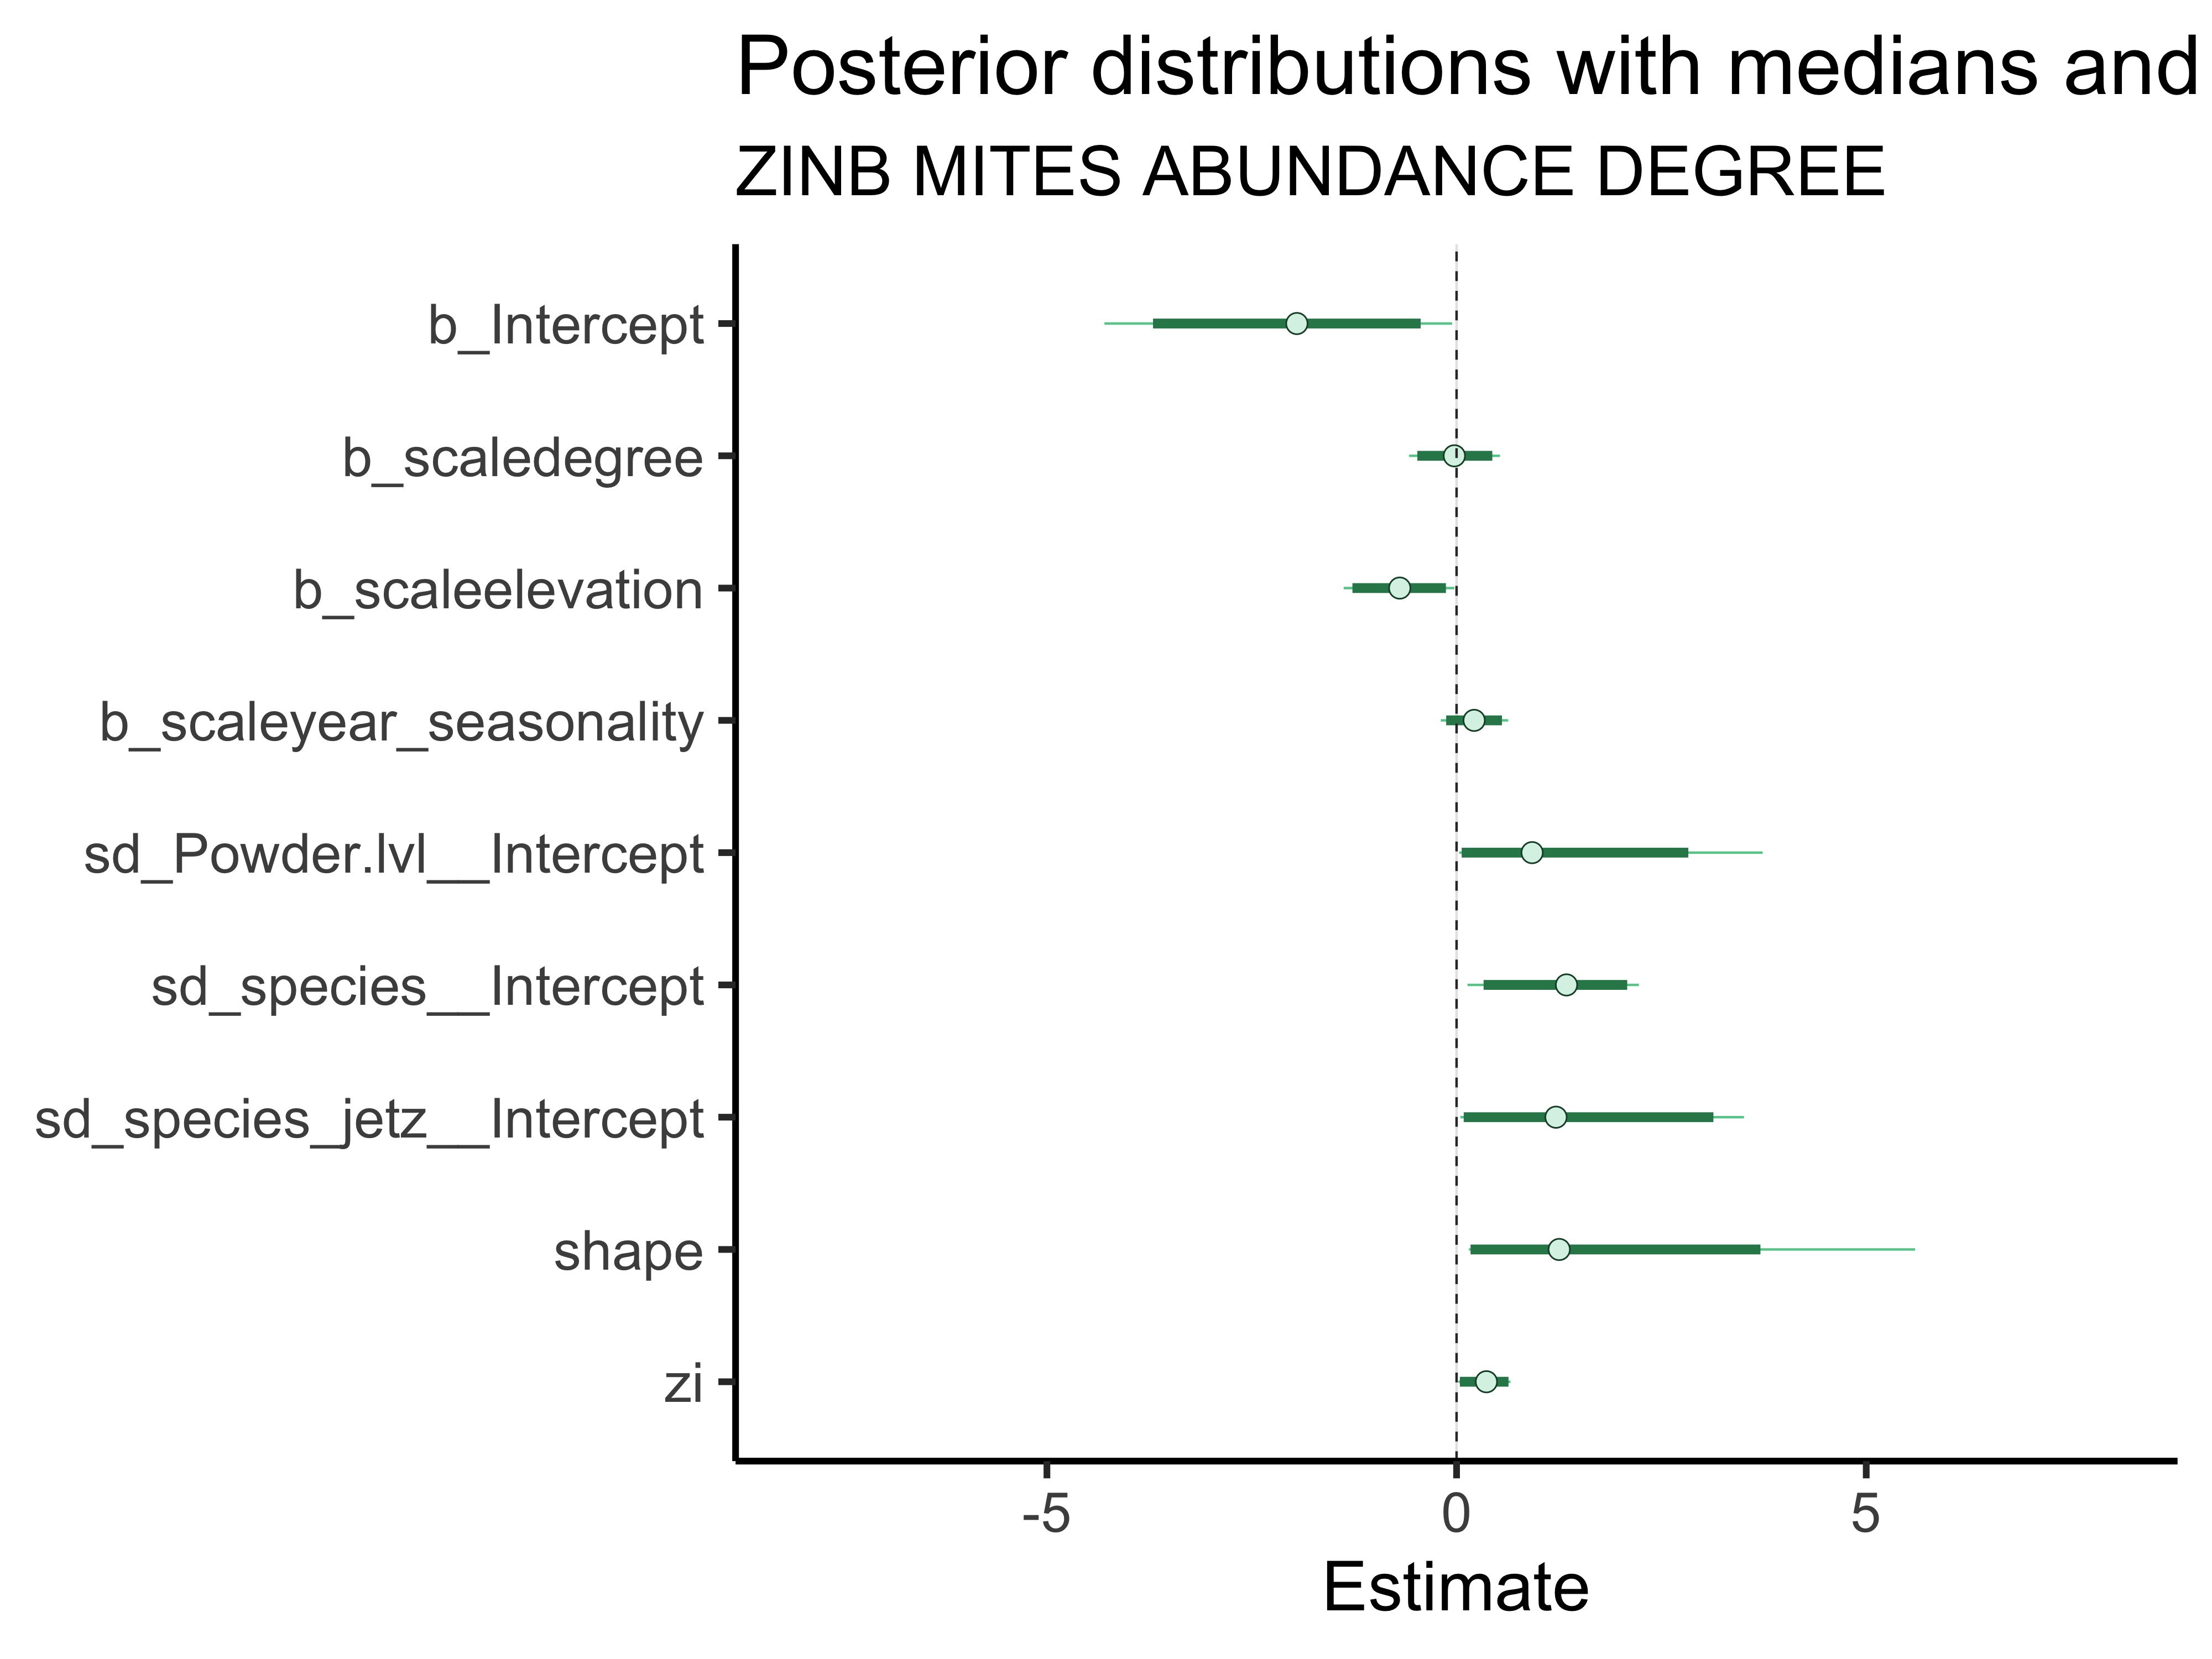 Posterior distributions with medians and
ZINB MITES ABUNDANCE DEGREE
b_Intercept
b_scaledegree
b_scaleelevation
b_scaleyear_seasonality
sd_Powder.lvl__Intercept
sd_species__Intercept
sd_species_jetz__Intercept
shape
zi
-5 0 5
Estimate